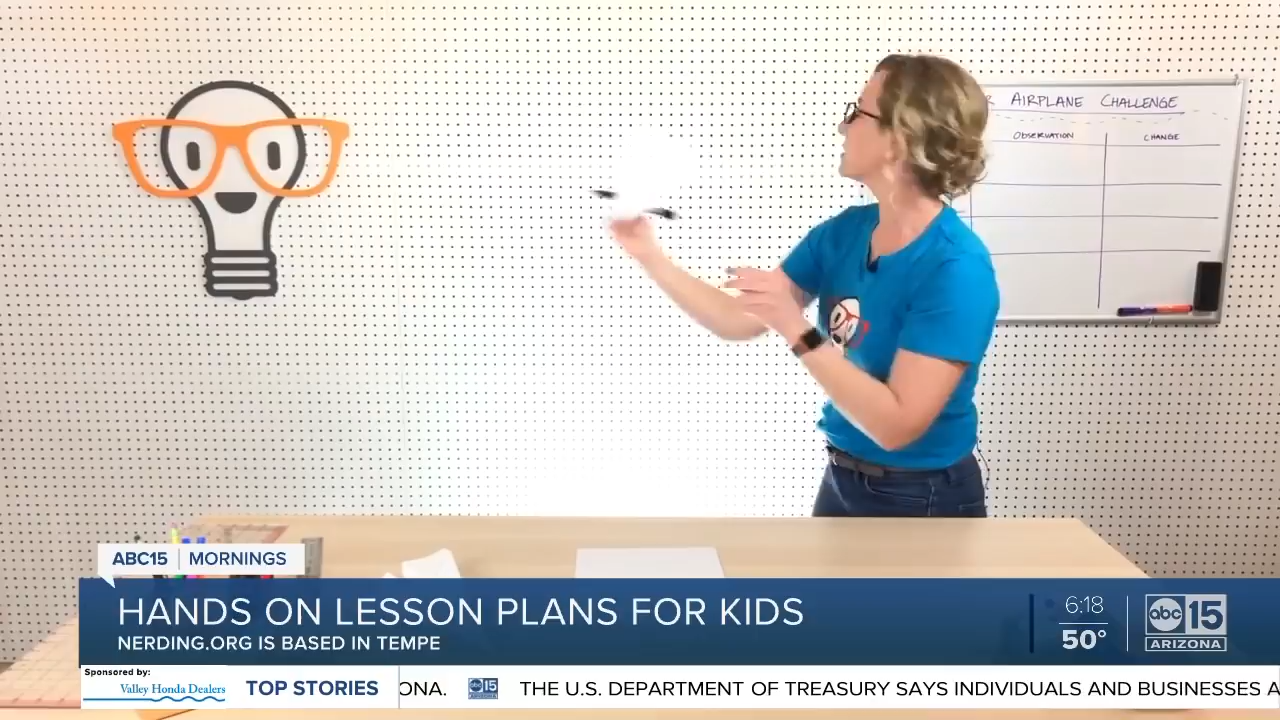 AIRPLANE CHALLENGE
OBSERVATION
CHANGE
ABC15 MORNINGS
HANDS ON LESSON PLANS FOR KIDS
NERDING.ORG IS BASED IN TEMPE
6:18
50°
abc 15
ARIZONA
Sponsored by:
Valley Honda Dealers
TOP STORIES
ONA.
abc 15
THE U.S. DEPARTMENT OF TREASURY SAYS INDIVIDUALS AND BUSINESSES A